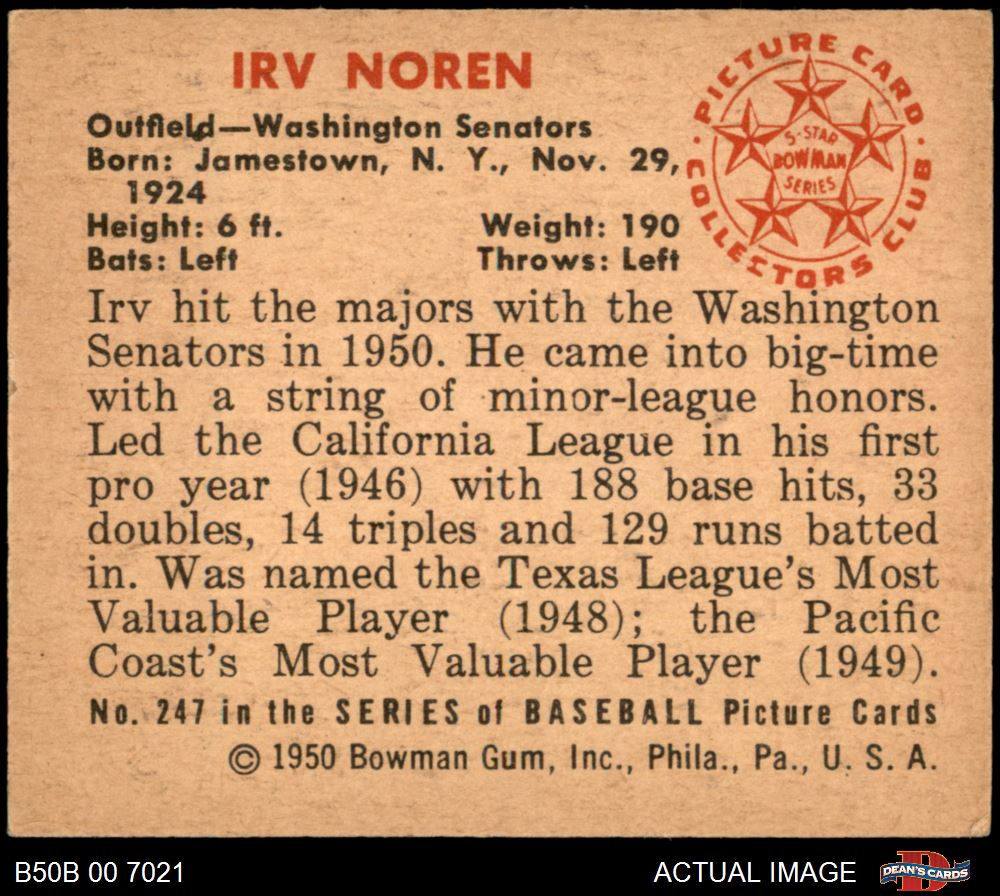 IRV NOREN
Outfield—Washington Senators
Born: Jamestown, N. Y., Nov. 29,
1924
Height: 6 ft. Weight: 190
Bats: Left Throws: Left
PICTURE CARD
COLLECTORS CLUB
5-STAR
BOWMAN
SERIES
Irv hit the majors with the Washington
Senators in 1950. He came into big-time
with a string of minor-league honors.
Led the California League in his first
pro year (1946) with 188 base hits, 33
doubles, 14 triples and 129 runs batted
in. Was named the Texas League's Most
Valuable Player (1948); the Pacific
Coast's Most Valuable Player (1949).
No. 247 in the SERIES of BASEBALL Picture Cards
© 1950 Bowman Gum, Inc., Phila., Pa., U. S. A.
B50B 00 7021 ACTUAL IMAGE
D
DEAN'S CARDS